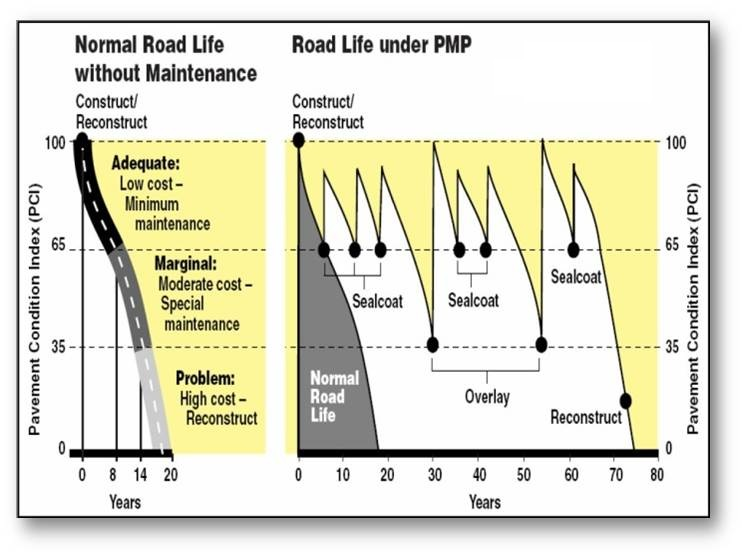 Normal Road Life
without Maintenance
Construct/
Reconstruct
Pavement Condition Index (PCI)
100
65
35
0
Adequate:
Low cost –
Minimum
maintenance
Marginal:
Moderate cost –
Special
maintenance
Problem:
High cost –
Reconstruct
0 8 14 20
Years
Road Life under PMP
Construct/
Reconstruct
Sealcoat
Sealcoat
Sealcoat
Normal
Road
Life
Overlay
Reconstruct
100
65
35
0
Pavement Condition Index (PCI)
0 10 20 30 40 50 60 70 80
Years